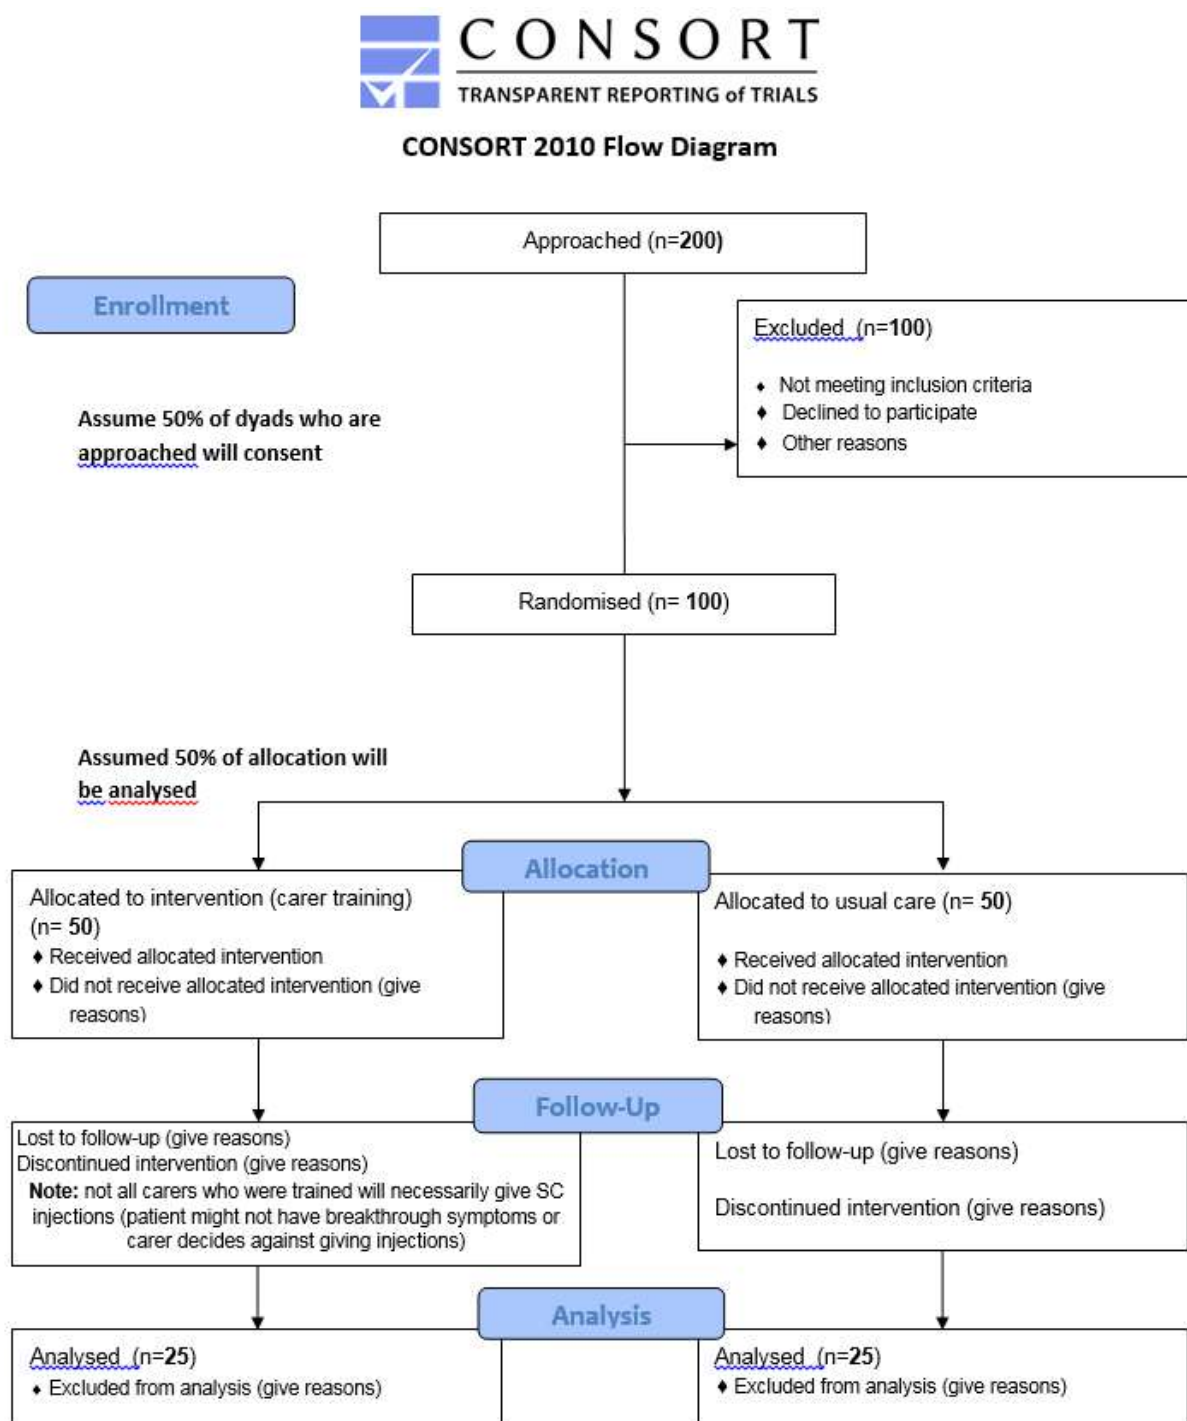 CONSORT
TRANSPARENT REPORTING of TRIALS
CONSORT 2010 Flow Diagram
Approached (n=200)
Enrollment
Excluded (n=100)
♦ Not meeting inclusion criteria
♦ Declined to participate
♦ Other reasons
Assume 50% of dyads who are
approached will consent
Randomised (n= 100)
Assumed 50% of allocation will
be analysed
Allocation
Allocated to intervention (carer training)
(n= 50)
♦ Received allocated intervention
♦ Did not receive allocated intervention (give
reasons)
Allocated to usual care (n= 50)
♦ Received allocated intervention
♦ Did not receive allocated intervention (give
reasons)
Follow-Up
Lost to follow-up (give reasons)
Discontinued intervention (give reasons)
Note: not all carers who were trained will necessarily give SC
injections (patient might not have breakthrough symptoms or
carer decides against giving injections)
Lost to follow-up (give reasons)
Discontinued intervention (give reasons)
Analysis
Analysed (n=25)
♦ Excluded from analysis (give reasons)
Analysed (n=25)
♦ Excluded from analysis (give reasons)